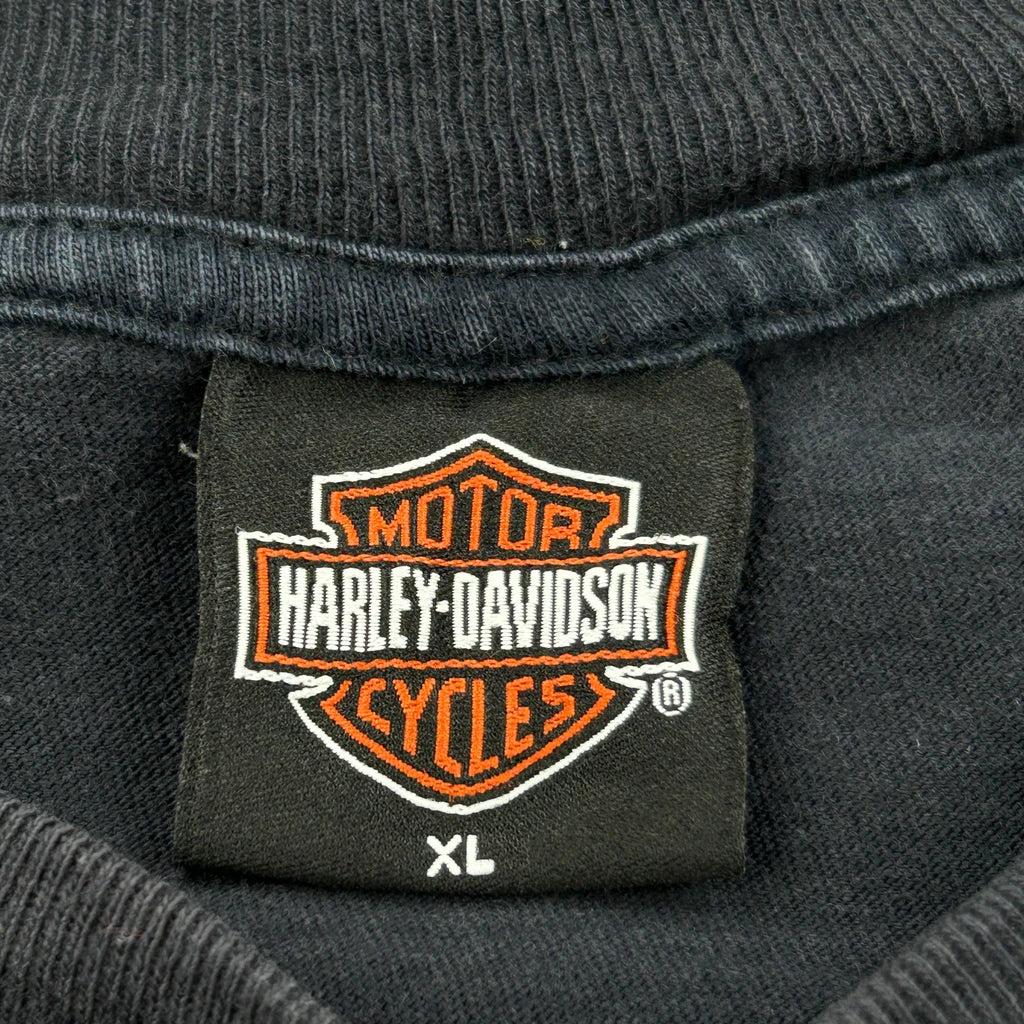 MOTOR
HARLEY-DAVIDSON
CYCLES
®
XL